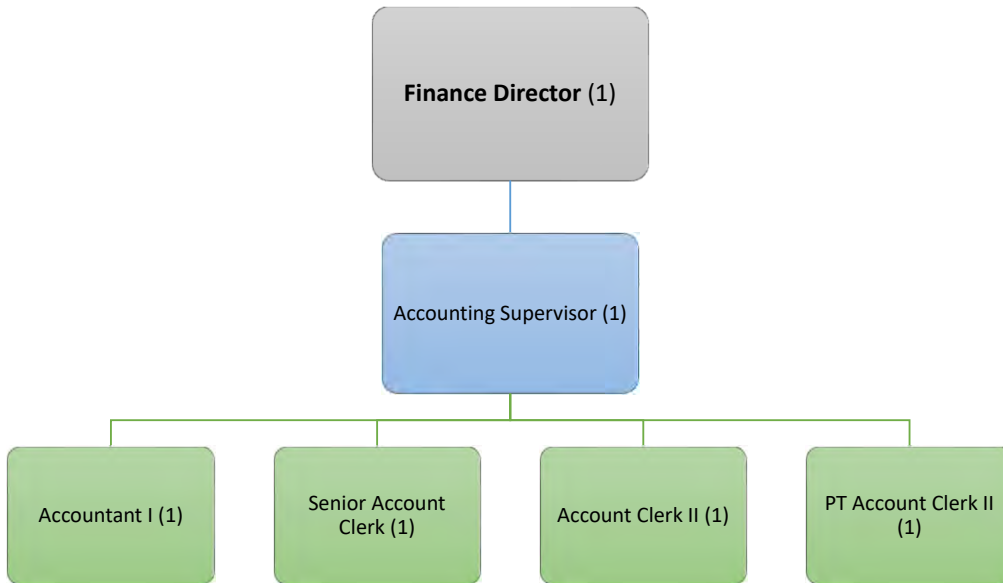 Finance Director (1)
Accounting Supervisor (1)
Accountant I (1)
Senior Account
Clerk (1)
Account Clerk II (1)
PT Account Clerk II
(1)